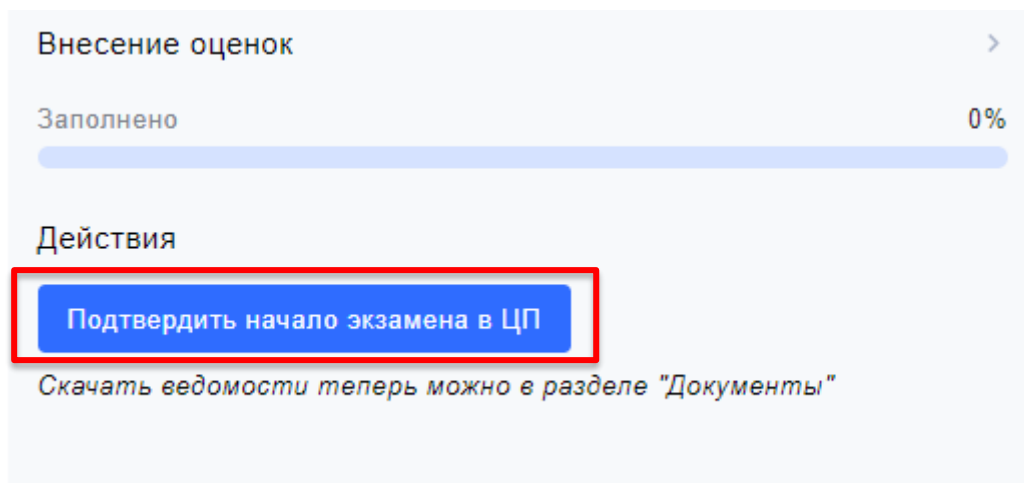 Внесение оценок
Заполнено 0%
Действия
Подтвердить начало экзамена в ЦП
Скачать ведомости теперь можно в разделе "Документы"